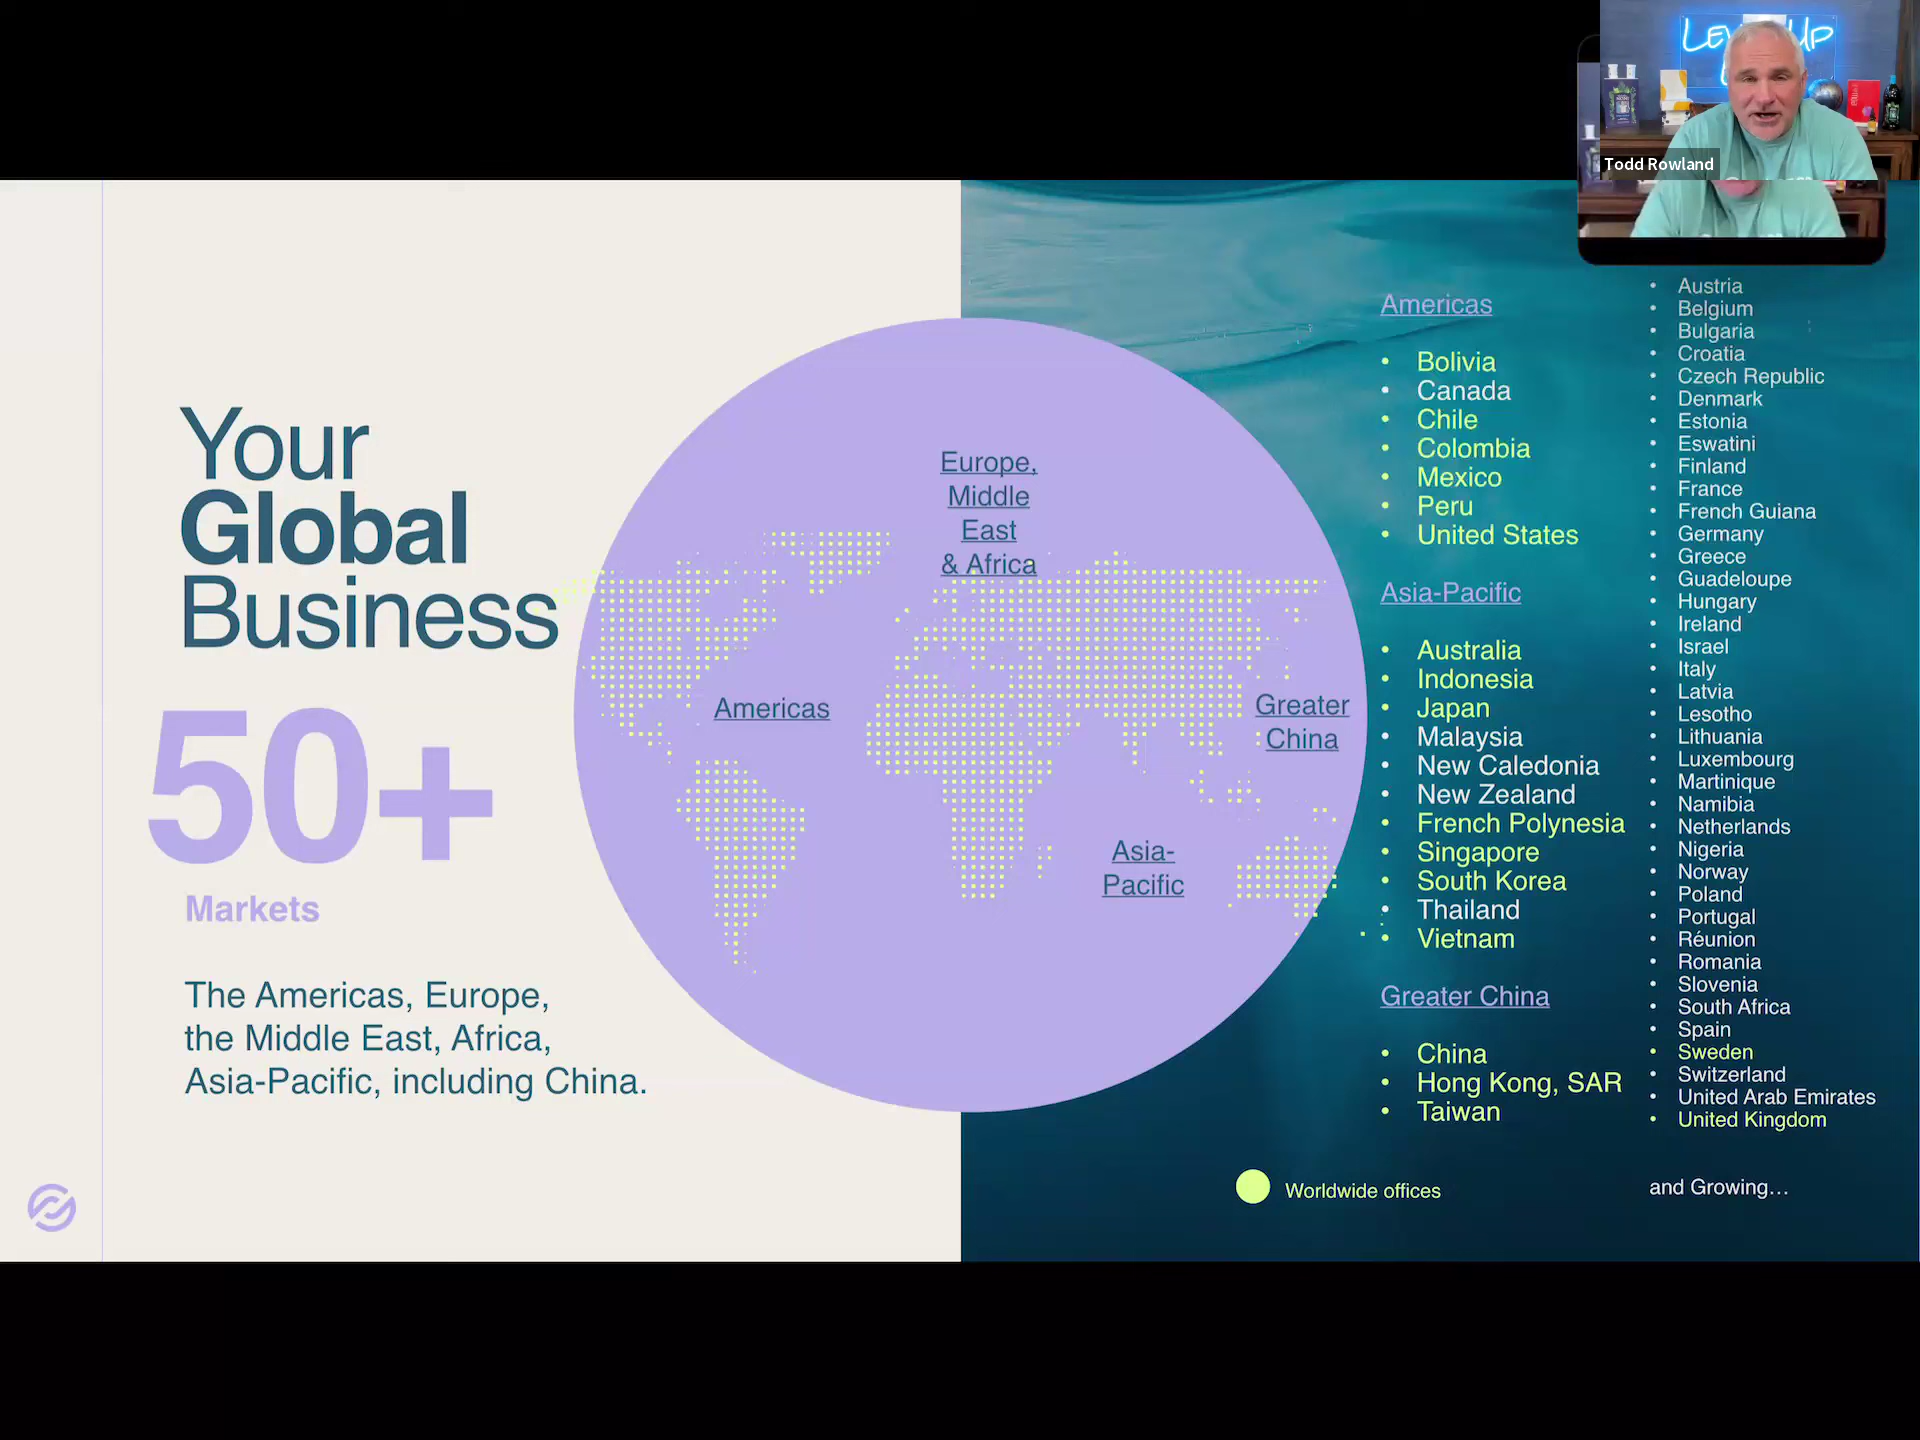 Level Up
Todd Rowland
Your
Global
Business
50+
Markets
The Americas, Europe,
the Middle East, Africa,
Asia-Pacific, including China.
Europe,
Middle
East
& Africa
Americas
Greater
China
Asia-
Pacific
Americas
• Bolivia
• Canada
• Chile
• Colombia
• Mexico
• Peru
• United States
Asia-Pacific
• Australia
• Indonesia
• Japan
• Malaysia
• New Caledonia
• New Zealand
• French Polynesia
• Singapore
• South Korea
• Thailand
• Vietnam
Greater China
• China
• Hong Kong, SAR
• Taiwan
• Austria
• Belgium
• Bulgaria
• Croatia
• Czech Republic
• Denmark
• Estonia
• Eswatini
• Finland
• France
• French Guiana
• Germany
• Greece
• Guadeloupe
• Hungary
• Ireland
• Israel
• Italy
• Latvia
• Lesotho
• Lithuania
• Luxembourg
• Martinique
• Namibia
• Netherlands
• Nigeria
• Norway
• Poland
• Portugal
• Réunion
• Romania
• Slovenia
• South Africa
• Spain
• Sweden
• Switzerland
• United Arab Emirates
• United Kingdom
Worldwide offices
and Growing…